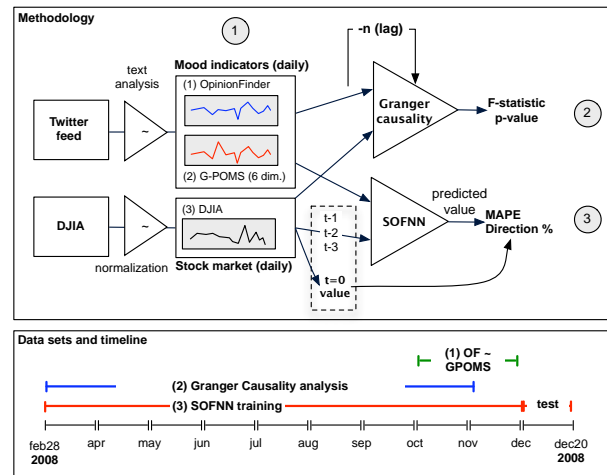 Methodology
1
-n (lag)
text
analysis
Mood indicators (daily)
(1) OpinionFinder
Twitter
feed
~
Granger
causality
F-statistic
p-value
2
(2) G-POMS (6 dim.)
DJIA
~
(3) DJIA
t-1
t-2
t-3
SOFNN
predicted
value
MAPE
Direction %
3
normalization
Stock market (daily)
t=0
value
Data sets and timeline
(1) OF ~
GPOMS
(2) Granger Causality analysis
(3) SOFNN training
test
feb28 apr may jun jul aug sep oct nov dec dec20
2008 2008